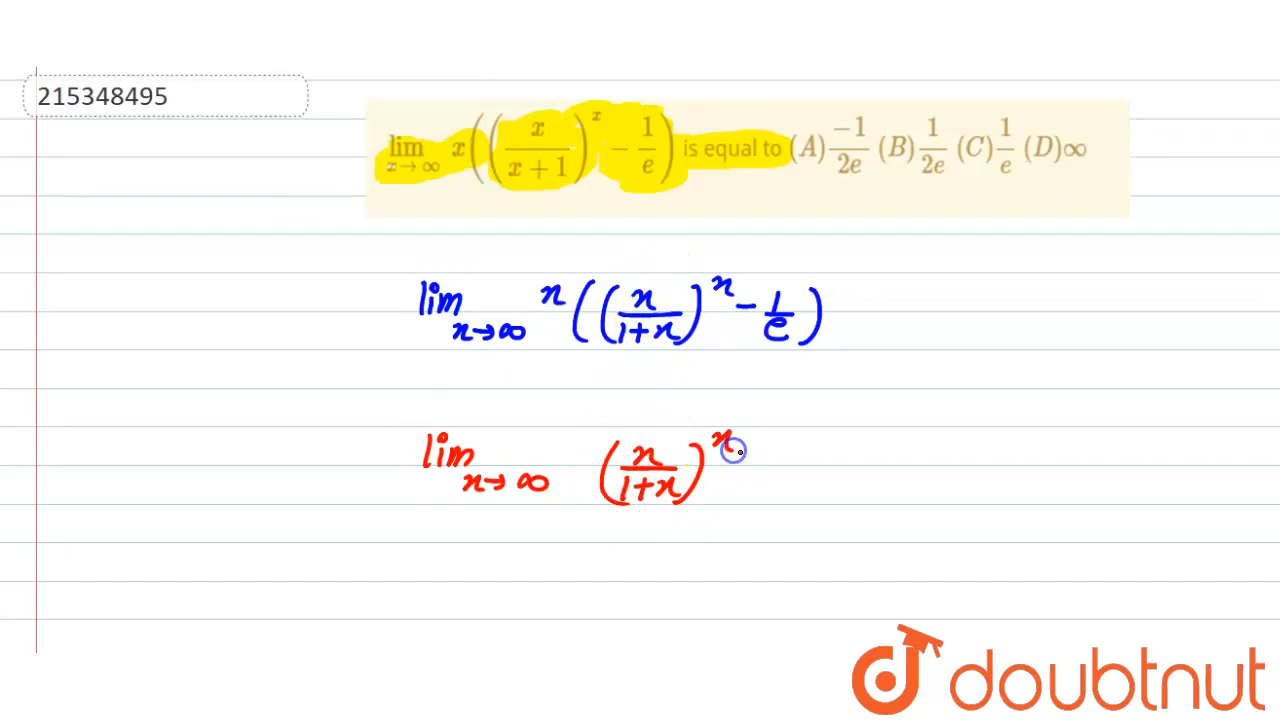 215348495
lim x→∞ x((x/(x+1))^x − 1/e) is equal to (A) −1/2e (B) 1/2e (C) 1/e (D) ∞
lim x→∞ x((x/(1+x))^x − 1/e)
lim x→∞ (x/(1+x))^x
doubtnut